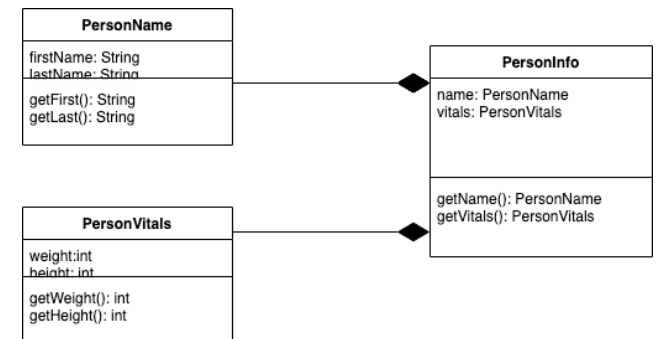 PersonName
firstName: String
lastName: String
getFirst(): String
getLast(): String
PersonInfo
name: PersonName
vitals: PersonVitals
getName(): PersonName
getVitals(): PersonVitals
PersonVitals
weight:int
height: int
getWeight(): int
getHeight(): int